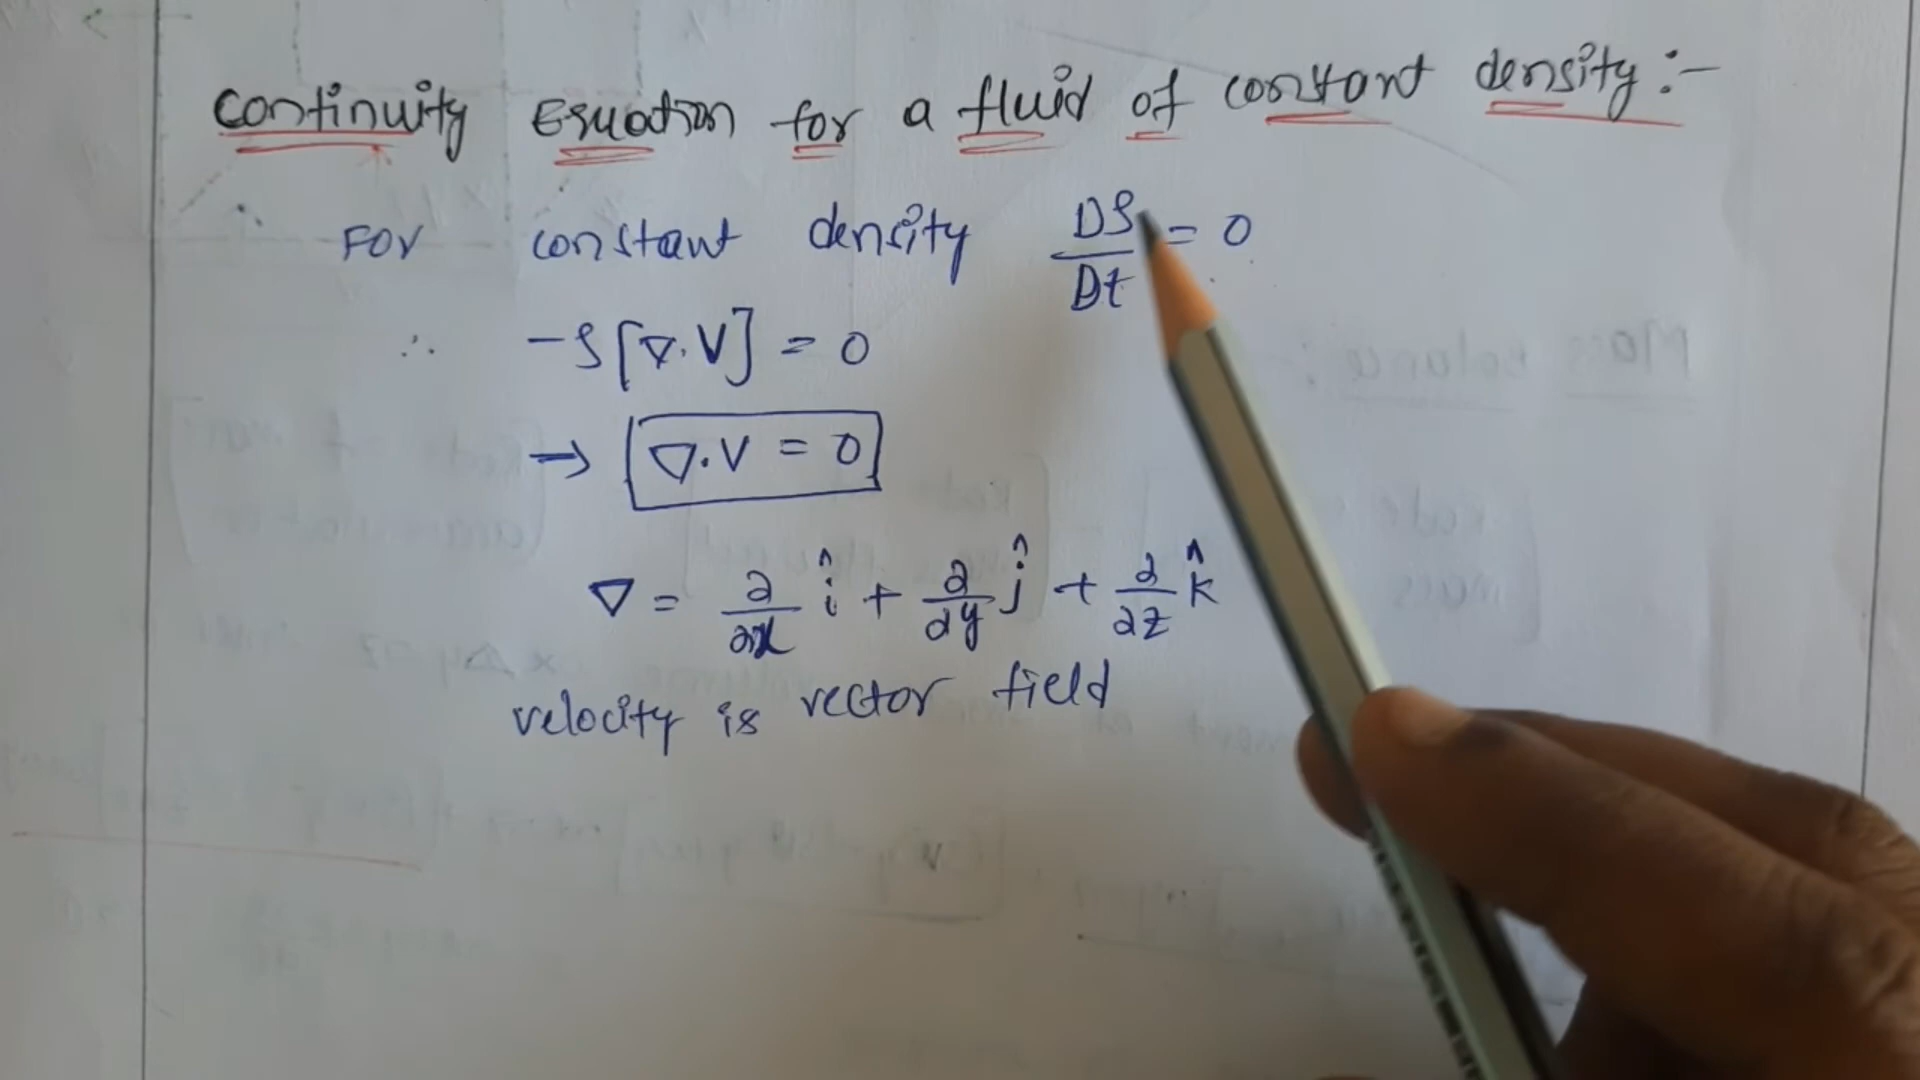 Continuity Equation for a fluid of constant density :-
For constant density Dρ/Dt = 0
∴ -ρ[∇.V] = 0
→ ∇.V = 0
∇ = ∂/∂x î + ∂/∂y ĵ + ∂/∂z k̂
velocity is vector field